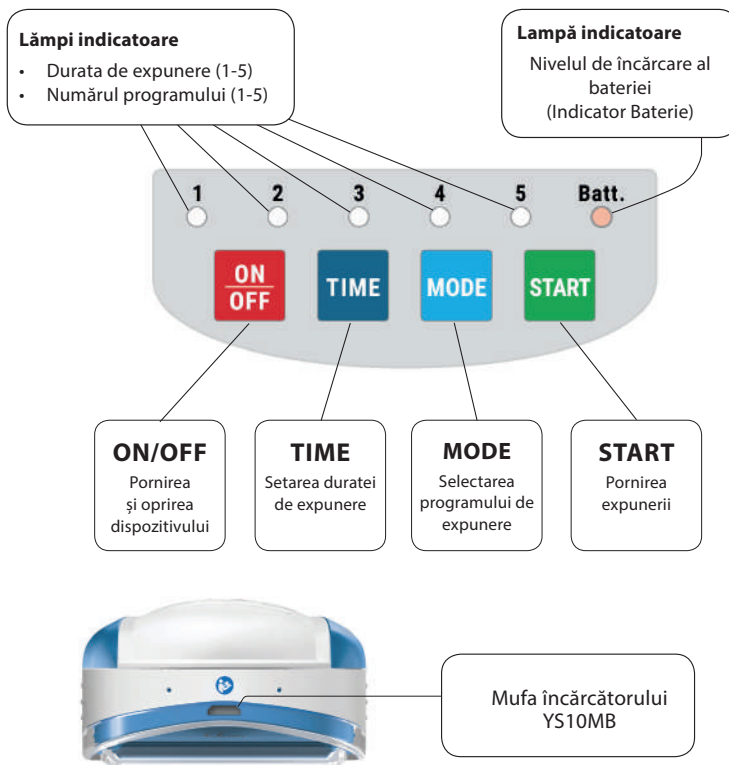 Lămpi indicatoare
• Durata de expunere (1-5)
• Numărul programului (1-5)
Lampă indicatoare
Nivelul de încărcare al
bateriei
(Indicator Baterie)
1 2 3 4 5 Batt.
ON
OFF
TIME
MODE
START
ON/OFF
Pornirea
și oprirea
dispozitivului
TIME
Setarea duratei
de expunere
MODE
Selectarea
programului de
expunere
START
Pornirea
expunerii
Mufa încărcătorului
YS10MB